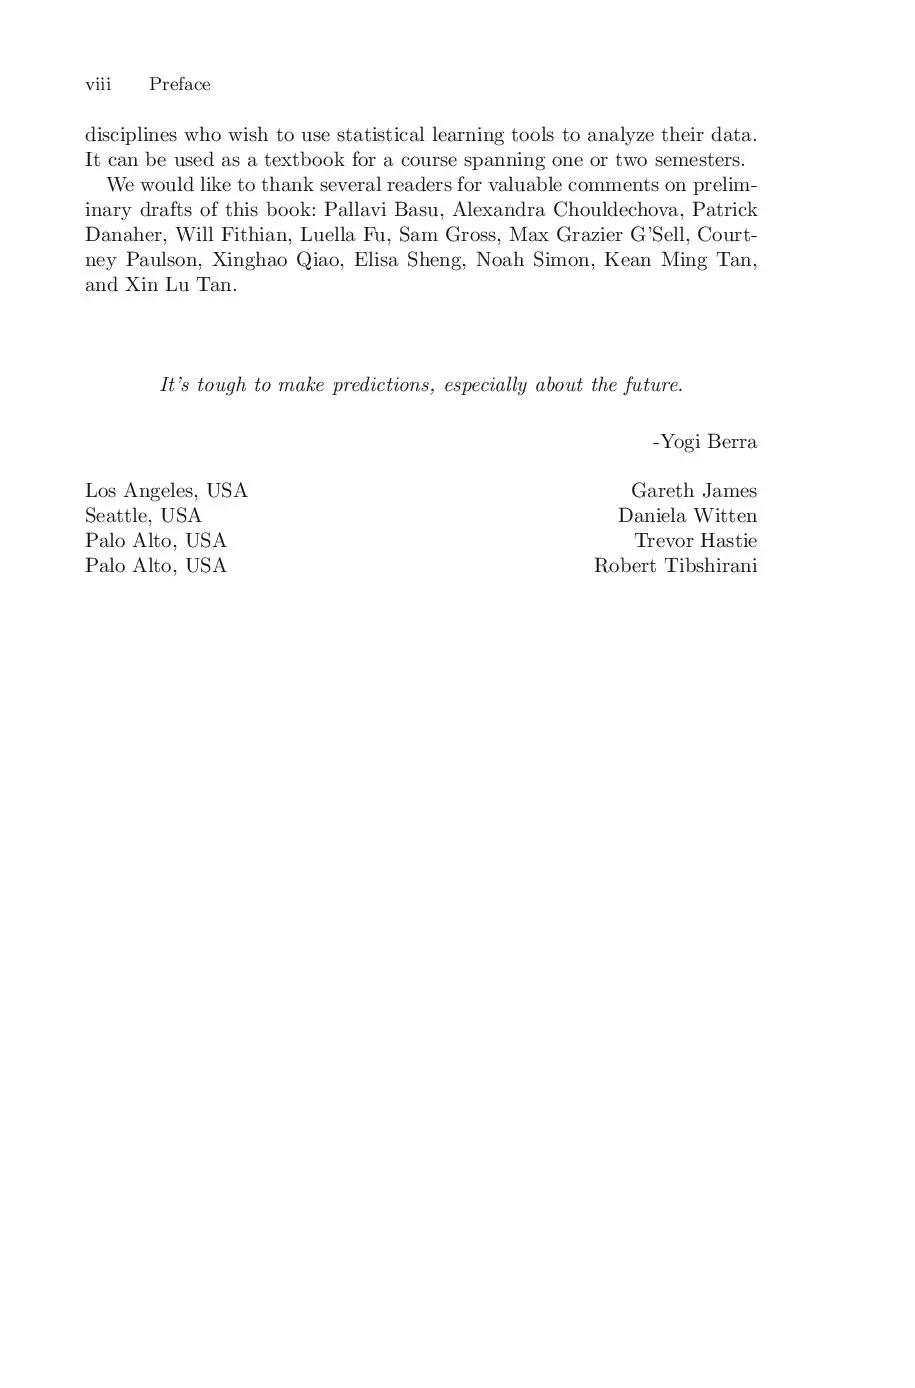 viii Preface
disciplines who wish to use statistical learning tools to analyze their data.
It can be used as a textbook for a course spanning one or two semesters.
We would like to thank several readers for valuable comments on prelim-
inary drafts of this book: Pallavi Basu, Alexandra Chouldechova, Patrick
Danaher, Will Fithian, Luella Fu, Sam Gross, Max Grazier G'Sell, Court-
ney Paulson, Xinghao Qiao, Elisa Sheng, Noah Simon, Kean Ming Tan,
and Xin Lu Tan.
It's tough to make predictions, especially about the future.
-Yogi Berra
Los Angeles, USA Gareth James
Seattle, USA Daniela Witten
Palo Alto, USA Trevor Hastie
Palo Alto, USA Robert Tibshirani